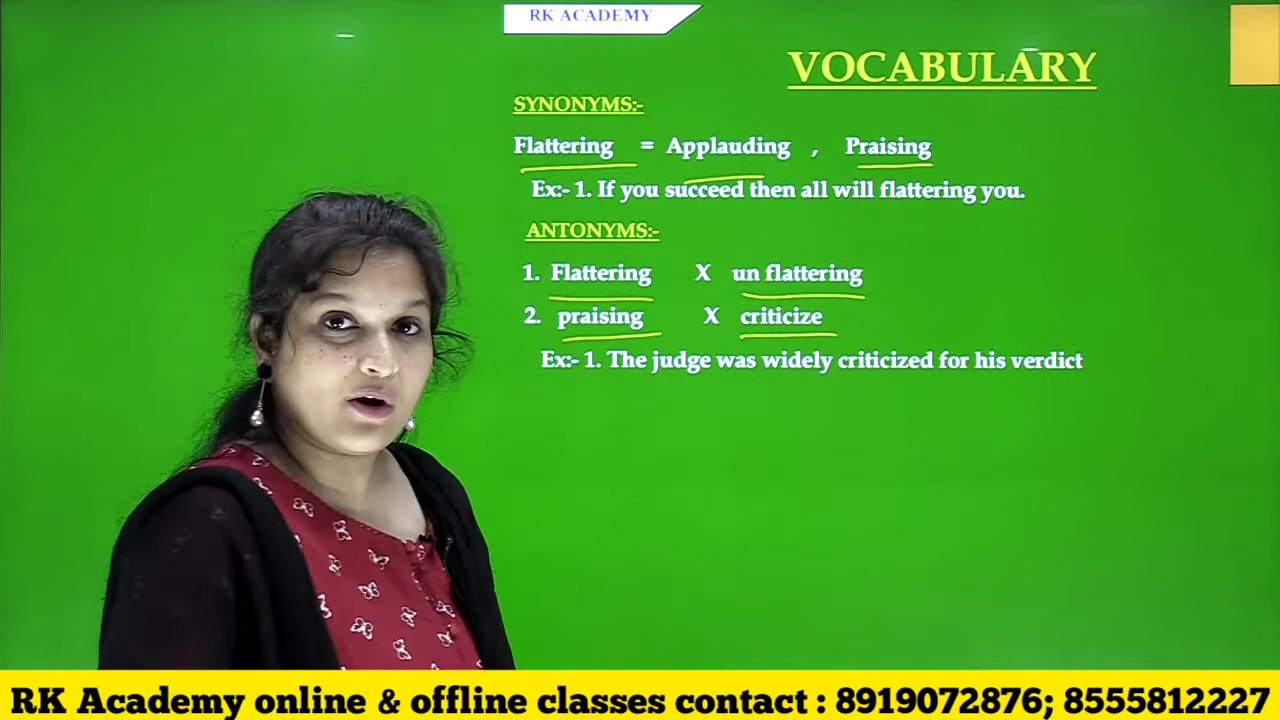 RK ACADEMY
VOCABULARY
SYNONYMS:-
Flattering = Applauding , Praising
Ex:- 1. If you succeed then all will flattering you.
ANTONYMS:-
1. Flattering X un flattering
2. praising X criticize
Ex:- 1. The judge was widely criticized for his verdict
RK Academy online & offline classes contact : 8919072876; 8555812227